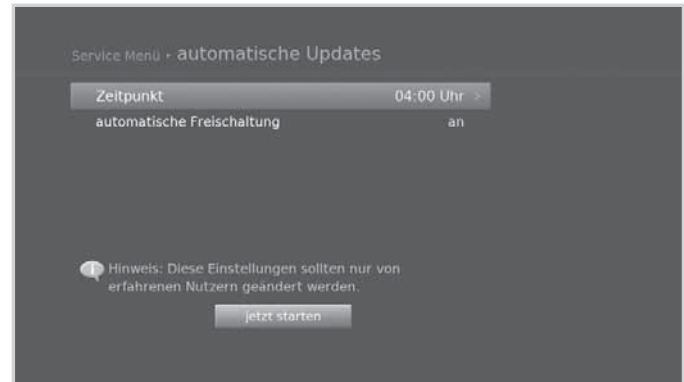 Service Menü ▸ automatische Updates
Zeitpunkt 04:00 Uhr >
automatische Freischaltung an
Hinweis: Diese Einstellungen sollten nur von
erfahrenen Nutzern geändert werden.
jetzt starten